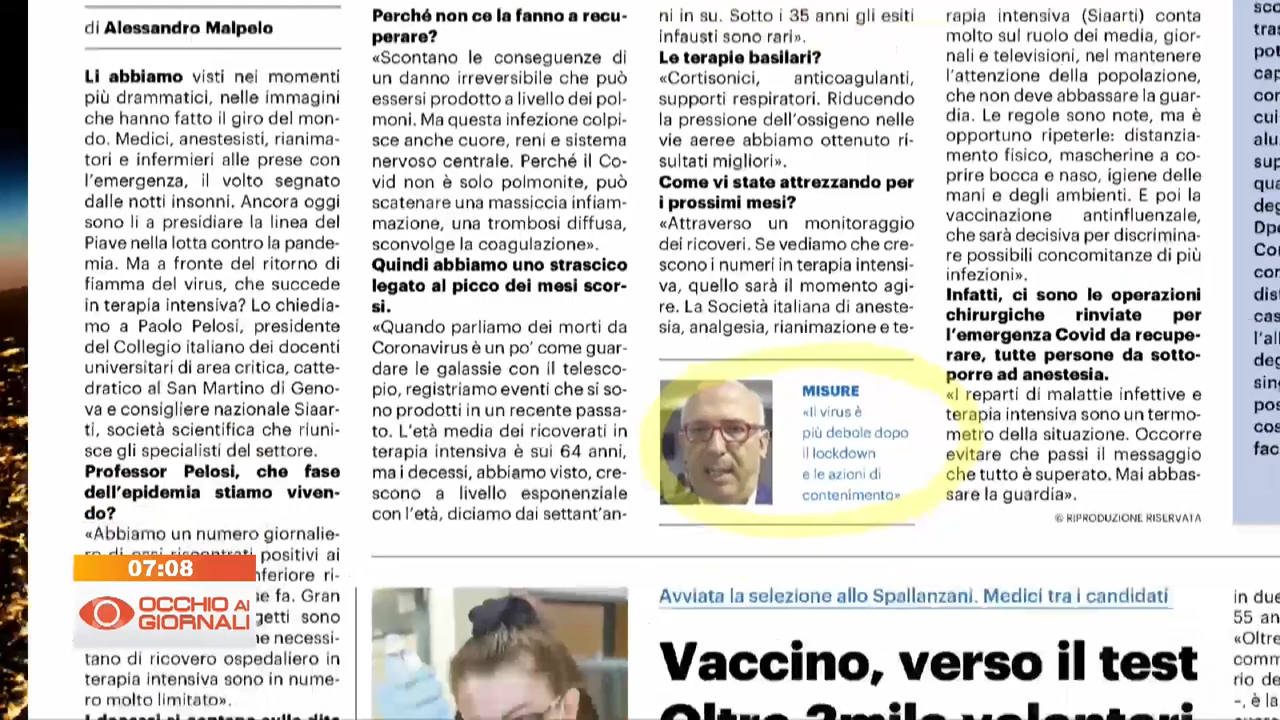 di Alessandro Malpelo
Li abbiamo visti nei momenti
più drammatici, nelle immagini
che hanno fatto il giro del mon-
do. Medici, anestesisti, rianima-
tori e infermieri alle prese con
l'emergenza, il volto segnato
dalle notti insonni. Ancora oggi
sono li a presidiare la linea del
Piave nella lotta contro la pande-
mia. Ma a fronte del ritorno di
fiamma del virus, che succede
in terapia intensiva? Lo chiedia-
mo a Paolo Pelosi, presidente
del Collegio italiano dei docenti
universitari di area critica, catte-
dratico al San Martino di Geno-
va e consigliere nazionale Siaar-
ti, società scientifica che riuni-
sce gli specialisti del settore.
Professor Pelosi, che fase
dell'epidemia stiamo viven-
do?
«Abbiamo un numero giornalie-
ro di casi riscontrati positivi ai
nferiore ri-
se fa. Gran
getti sono
ne necessi-
tano di ricovero ospedaliero in
terapia intensiva sono in nume-
ro molto limitato».
07:08
OCCHIO AI
GIORNALI
Perché non ce la fanno a recu-
perare?
«Scontano le conseguenze di
un danno irreversibile che può
essersi prodotto a livello dei pol-
moni. Ma questa infezione colpi-
sce anche cuore, reni e sistema
nervoso centrale. Perché il Co-
vid non è solo polmonite, può
scatenare una massiccia infiam-
mazione, una trombosi diffusa,
sconvolge la coagulazione».
Quindi abbiamo uno strascico
legato al picco dei mesi scor-
si.
«Quando parliamo dei morti da
Coronavirus è un po' come guar-
dare le galassie con il telesco-
pio, registriamo eventi che si so-
no prodotti in un recente passa-
to. L'età media dei ricoverati in
terapia intensiva è sui 64 anni,
ma i decessi, abbiamo visto, cre-
scono a livello esponenziale
con l'età, diciamo dai settant'an-
ni in su. Sotto i 35 anni gli esiti
infausti sono rari».
Le terapie basilari?
«Cortisonici, anticoagulanti,
supporti respiratori. Riducendo
la pressione dell'ossigeno nelle
vie aeree abbiamo ottenuto ri-
sultati migliori».
Come vi state attrezzando per
i prossimi mesi?
«Attraverso un monitoraggio
dei ricoveri. Se vediamo che cre-
scono i numeri in terapia intensi-
va, quello sarà il momento agi-
re. La Società italiana di aneste-
sia, analgesia, rianimazione e te-
MISURE
«Il virus è
più debole dopo
il lockdown
e le azioni di
contenimento»
rapia intensiva (Siaarti) conta
molto sul ruolo dei media, gior-
nali e televisioni, nel mantenere
l'attenzione della popolazione,
che non deve abbassare la guar-
dia. Le regole sono note, ma è
opportuno ripeterle: distanzia-
mento fisico, mascherine a co-
prire bocca e naso, igiene delle
mani e degli ambienti. E poi la
vaccinazione antinfluenzale,
che sarà decisiva per discrimina-
re possibili concomitanze di più
infezioni».
Infatti, ci sono le operazioni
chirurgiche rinviate per
l'emergenza Covid da recupe-
rare, tutte persone da sotto-
porre ad anestesia.
«I reparti di malattie infettive e
terapia intensiva sono un termo-
metro della situazione. Occorre
evitare che passi il messaggio
che tutto è superato. Mai abbas-
sare la guardia».
© RIPRODUZIONE RISERVATA
Avviata la selezione allo Spallanzani. Medici tra i candidati
Vaccino, verso il test
Oltre 3mila volontari
in due
55 an
«Oltre
comm
rio de
-, è la